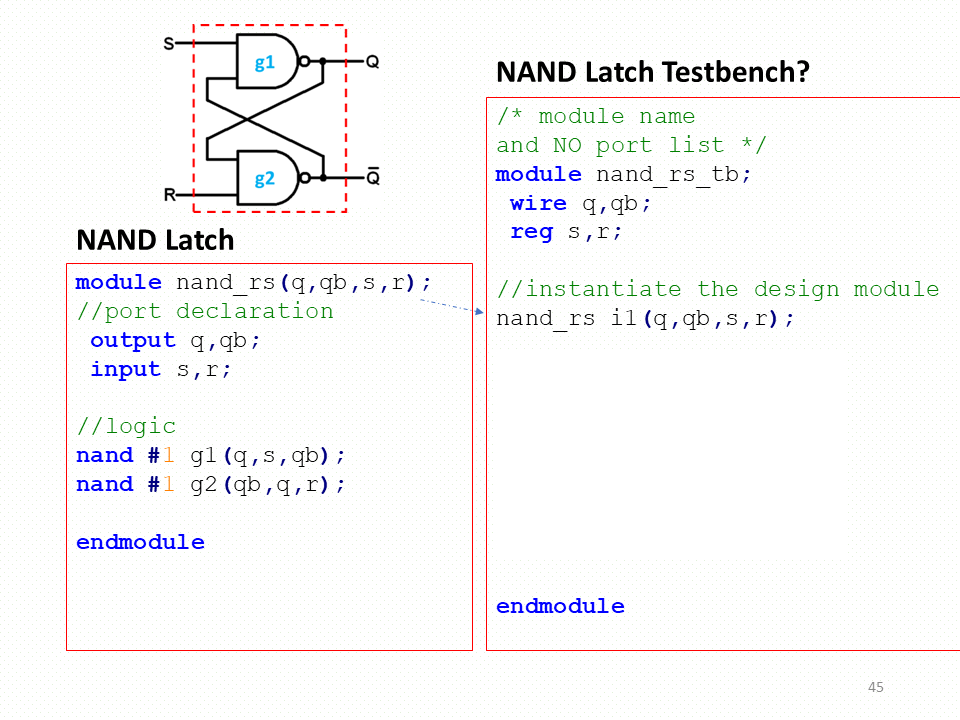 S
g1
Q
g2
R
Q̅
NAND Latch
module nand_rs(q,qb,s,r);
//port declaration
output q,qb;
input s,r;
//logic
nand #1 g1(q,s,qb);
nand #1 g2(qb,q,r);
endmodule
NAND Latch Testbench?
/* module name
and NO port list */
module nand_rs_tb;
wire q,qb;
reg s,r;
//instantiate the design module
nand_rs i1(q,qb,s,r);
endmodule
45